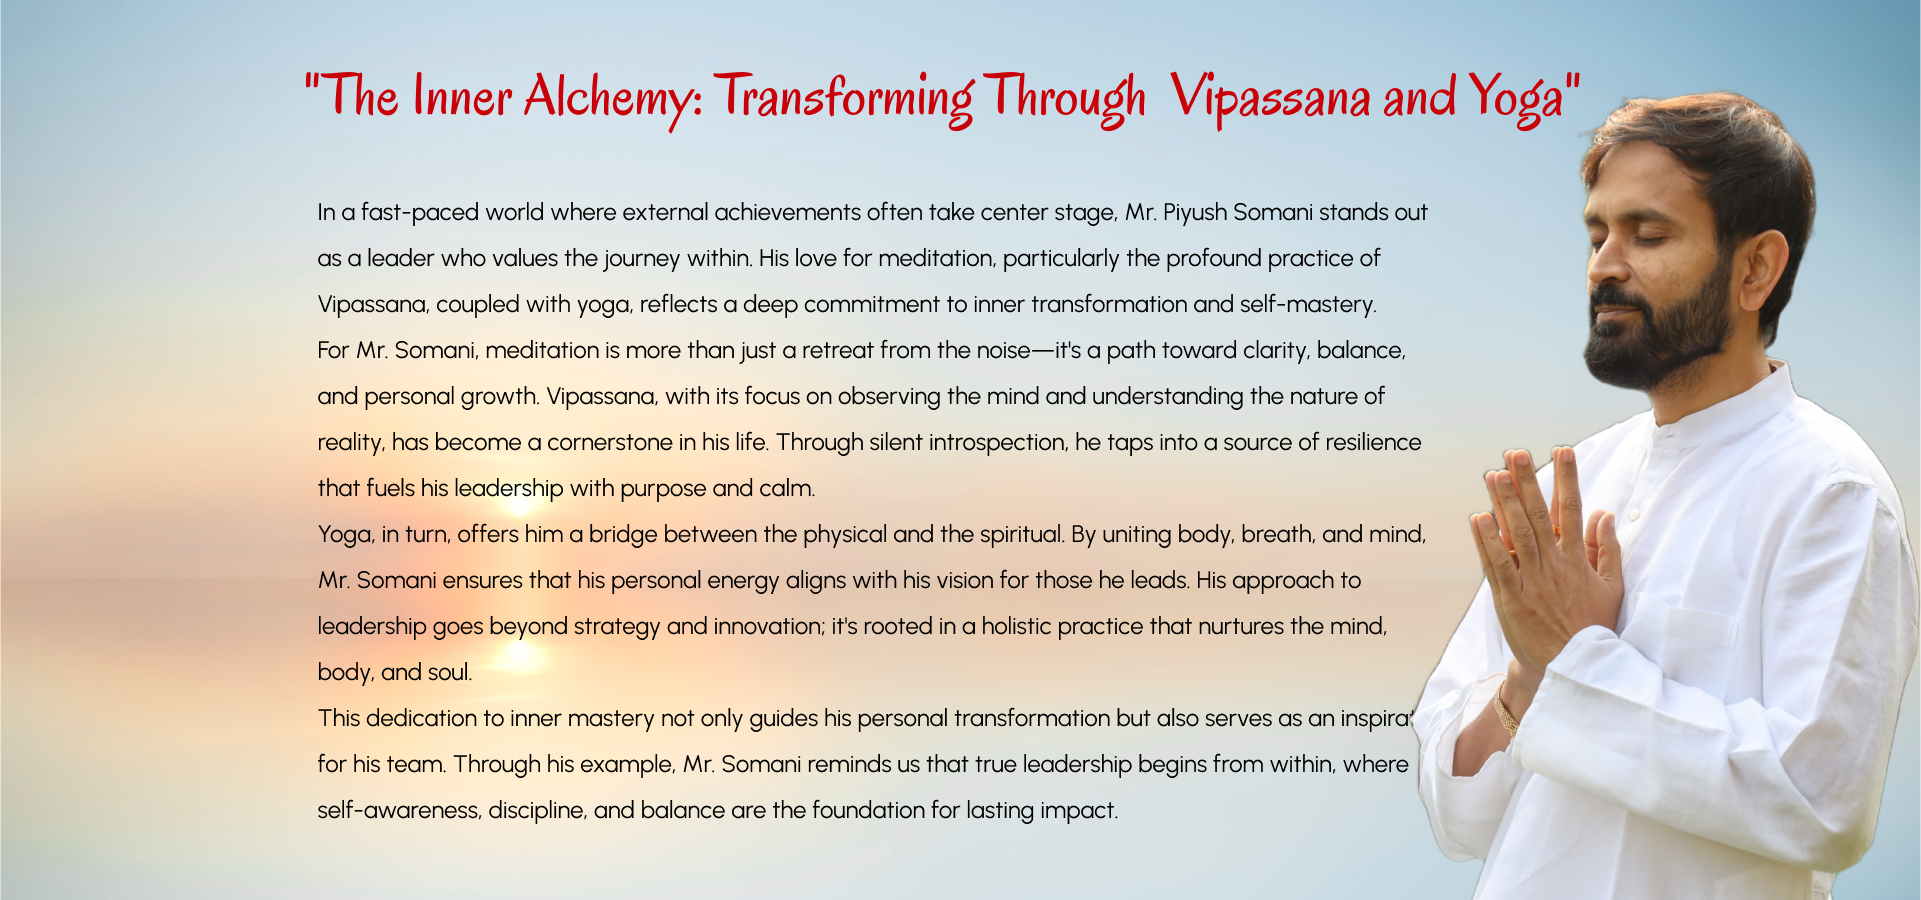 "The Inner Alchemy: Transforming Through Vipassana and Yoga"
In a fast-paced world where external achievements often take center stage, Mr. Piyush Somani stands out
as a leader who values the journey within. His love for meditation, particularly the profound practice of
Vipassana, coupled with yoga, reflects a deep commitment to inner transformation and self-mastery.
For Mr. Somani, meditation is more than just a retreat from the noise—it's a path toward clarity, balance,
and personal growth. Vipassana, with its focus on observing the mind and understanding the nature of
reality, has become a cornerstone in his life. Through silent introspection, he taps into a source of resilience
that fuels his leadership with purpose and calm.
Yoga, in turn, offers him a bridge between the physical and the spiritual. By uniting body, breath, and mind,
Mr. Somani ensures that his personal energy aligns with his vision for those he leads. His approach to
leadership goes beyond strategy and innovation; it's rooted in a holistic practice that nurtures the mind,
body, and soul.
This dedication to inner mastery not only guides his personal transformation but also serves as an
for his team. Through his example, Mr. Somani reminds us that true leadership begins from within, where
self-awareness, discipline, and balance are the foundation for lasting impact.